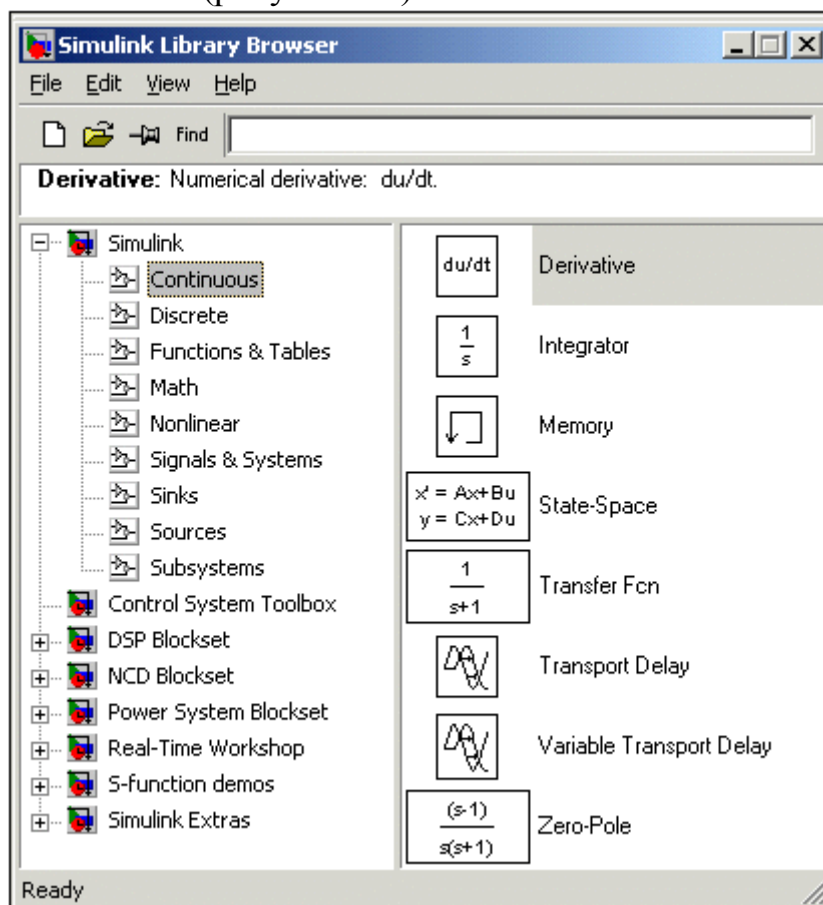 Simulink Library Browser
File Edit View Help
Find
Derivative: Numerical derivative: du/dt.
Simulink
Continuous
Discrete
Functions & Tables
Math
Nonlinear
Signals & Systems
Sinks
Sources
Subsystems
Control System Toolbox
DSP Blockset
NCD Blockset
Power System Blockset
Real-Time Workshop
S-function demos
Simulink Extras
du/dt Derivative
1
s
Integrator
Memory
x' = Ax+Bu
y = Cx+Du
State-Space
1
s+1
Transfer Fcn
Transport Delay
Variable Transport Delay
(s-1)
s(s+1)
Zero-Pole
Ready